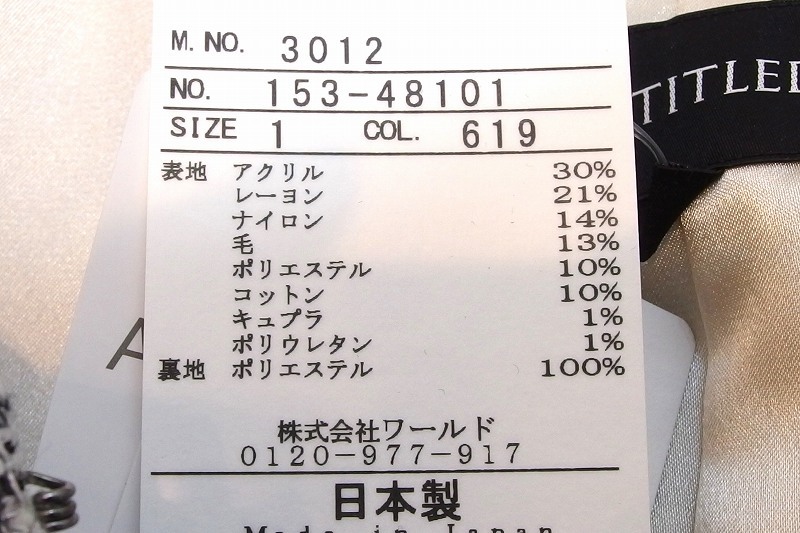 M. NO. 3012
NO. 153-48101
SIZE 1 COL. 619
表地 アクリル 30%
レーヨン 21%
ナイロン 14%
毛 13%
ポリエステル 10%
コットン 10%
キュプラ 1%
ポリウレタン 1%
裏地 ポリエステル 100%
株式会社ワールド
0120-977-917
日本製
Made in Japan
TITLED
A